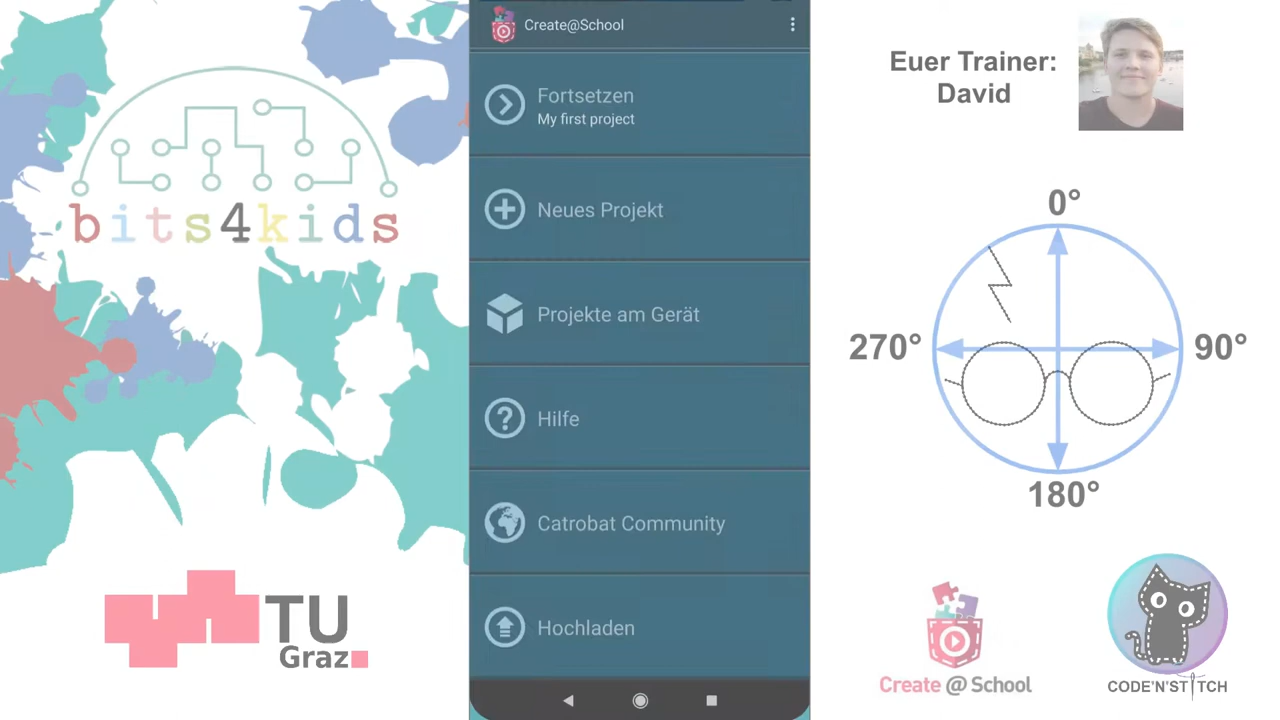 bits4kids
TU
Graz
Create@School
Fortsetzen
My first project
Neues Projekt
Projekte am Gerät
Hilfe
Catrobat Community
Hochladen
Euer Trainer:
David
0°
270°
90°
180°
Create @ School
CODE'N'STITCH